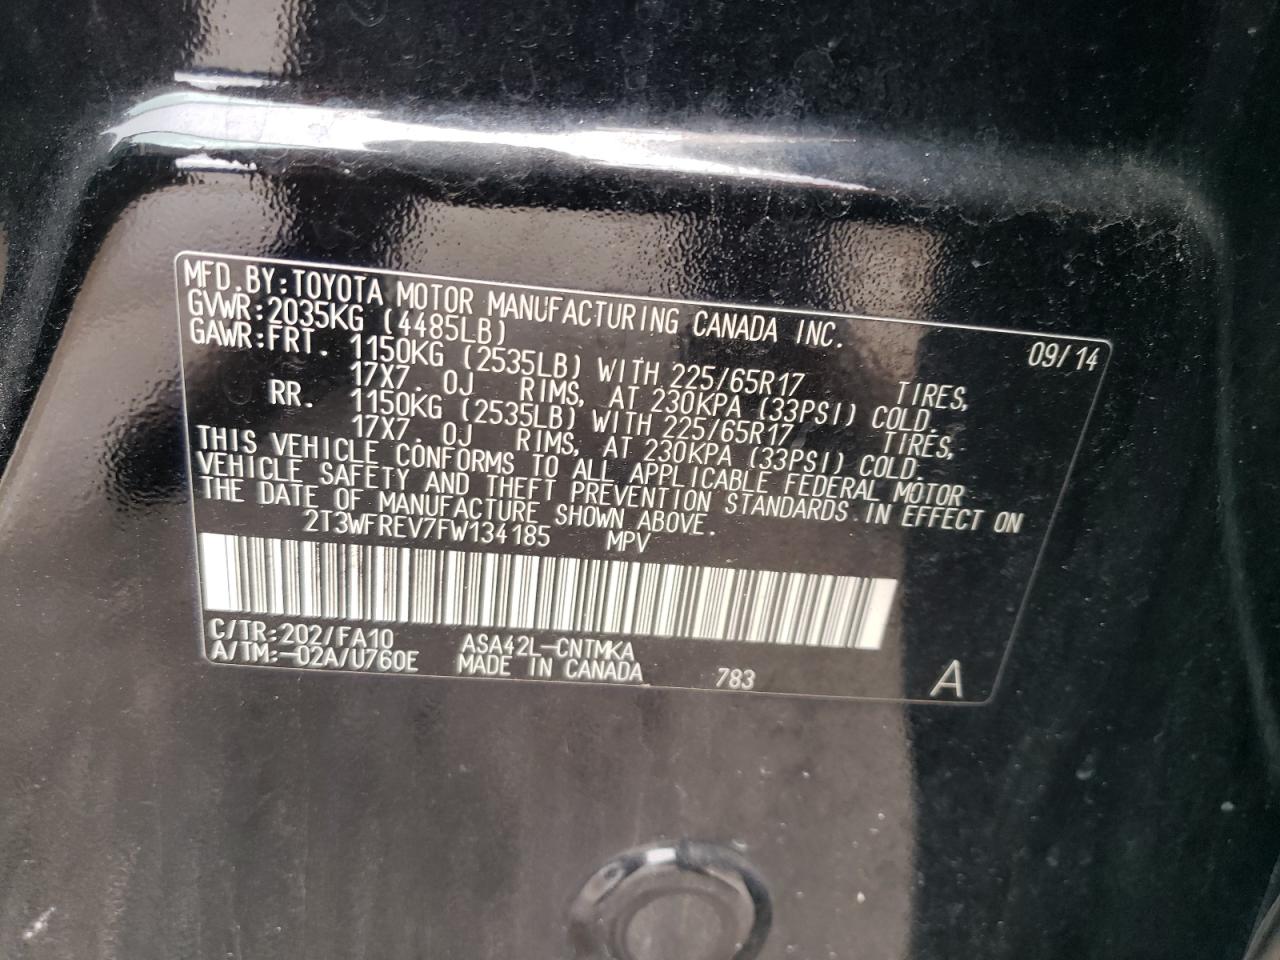 MFD.BY:TOYOTA MOTOR MANUFACTURING CANADA INC.
GVWR:2035KG (4485LB) 09/14
GAWR:FRT. 1150KG (2535LB) WITH 225/65R17 TIRES,
17X7. 0J RIMS, AT 230KPA (33PSI) COLD.
RR. 1150KG (2535LB) WITH 225/65R17 TIRES,
17X7. 0J RIMS, AT 230KPA (33PSI) COLD.
THIS VEHICLE CONFORMS TO ALL APPLICABLE FEDERAL MOTOR
VEHICLE SAFETY AND THEFT PREVENTION STANDARDS IN EFFECT ON
THE DATE OF MANUFACTURE SHOWN ABOVE.
2T3WFREV7FW134185 MPV
C/TR:202/FA10 ASA42L-CNTMKA
A/TM:-02A/U760E MADE IN CANADA 783 A